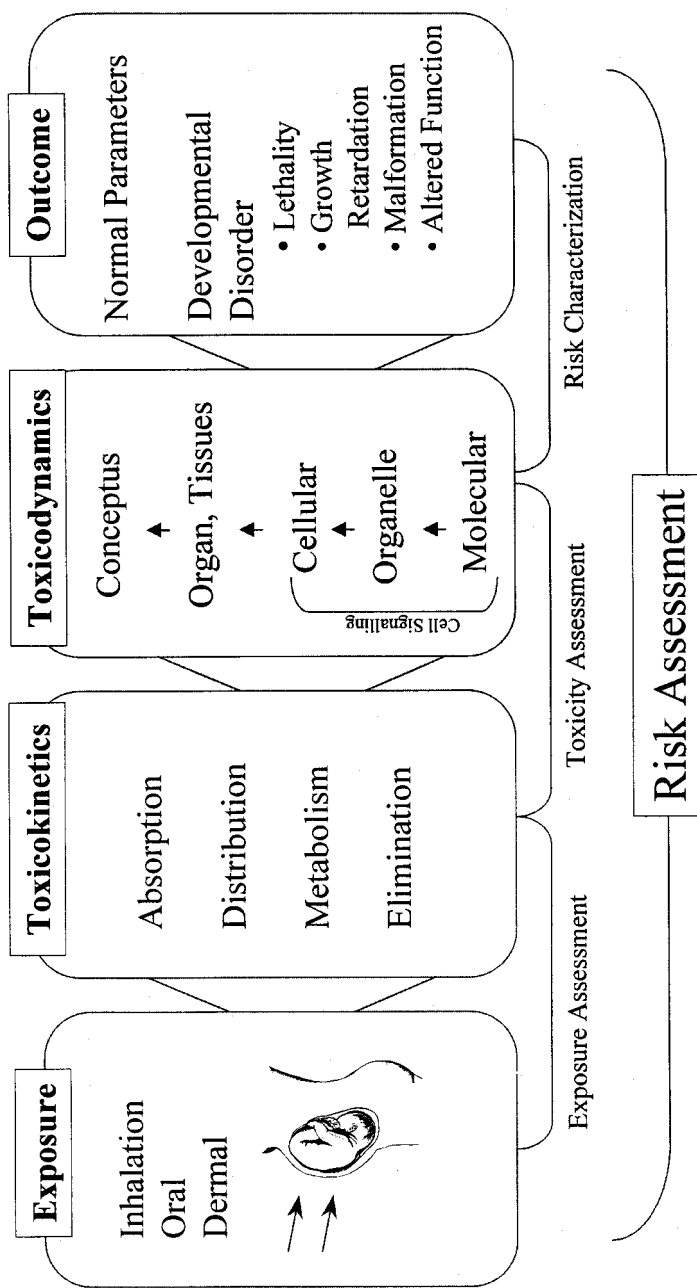 Exposure
Inhalation
Oral
Dermal
Toxicokinetics
Absorption
Distribution
Metabolism
Elimination
Toxicodynamics
Conceptus
Organ, Tissues
Cellular
Organelle
Molecular
Cell Signalling
Outcome
Normal Parameters
Developmental
Disorder
• Lethality
• Growth
Retardation
• Malformation
• Altered Function
Exposure Assessment
Toxicity Assessment
Risk Characterization
Risk Assessment